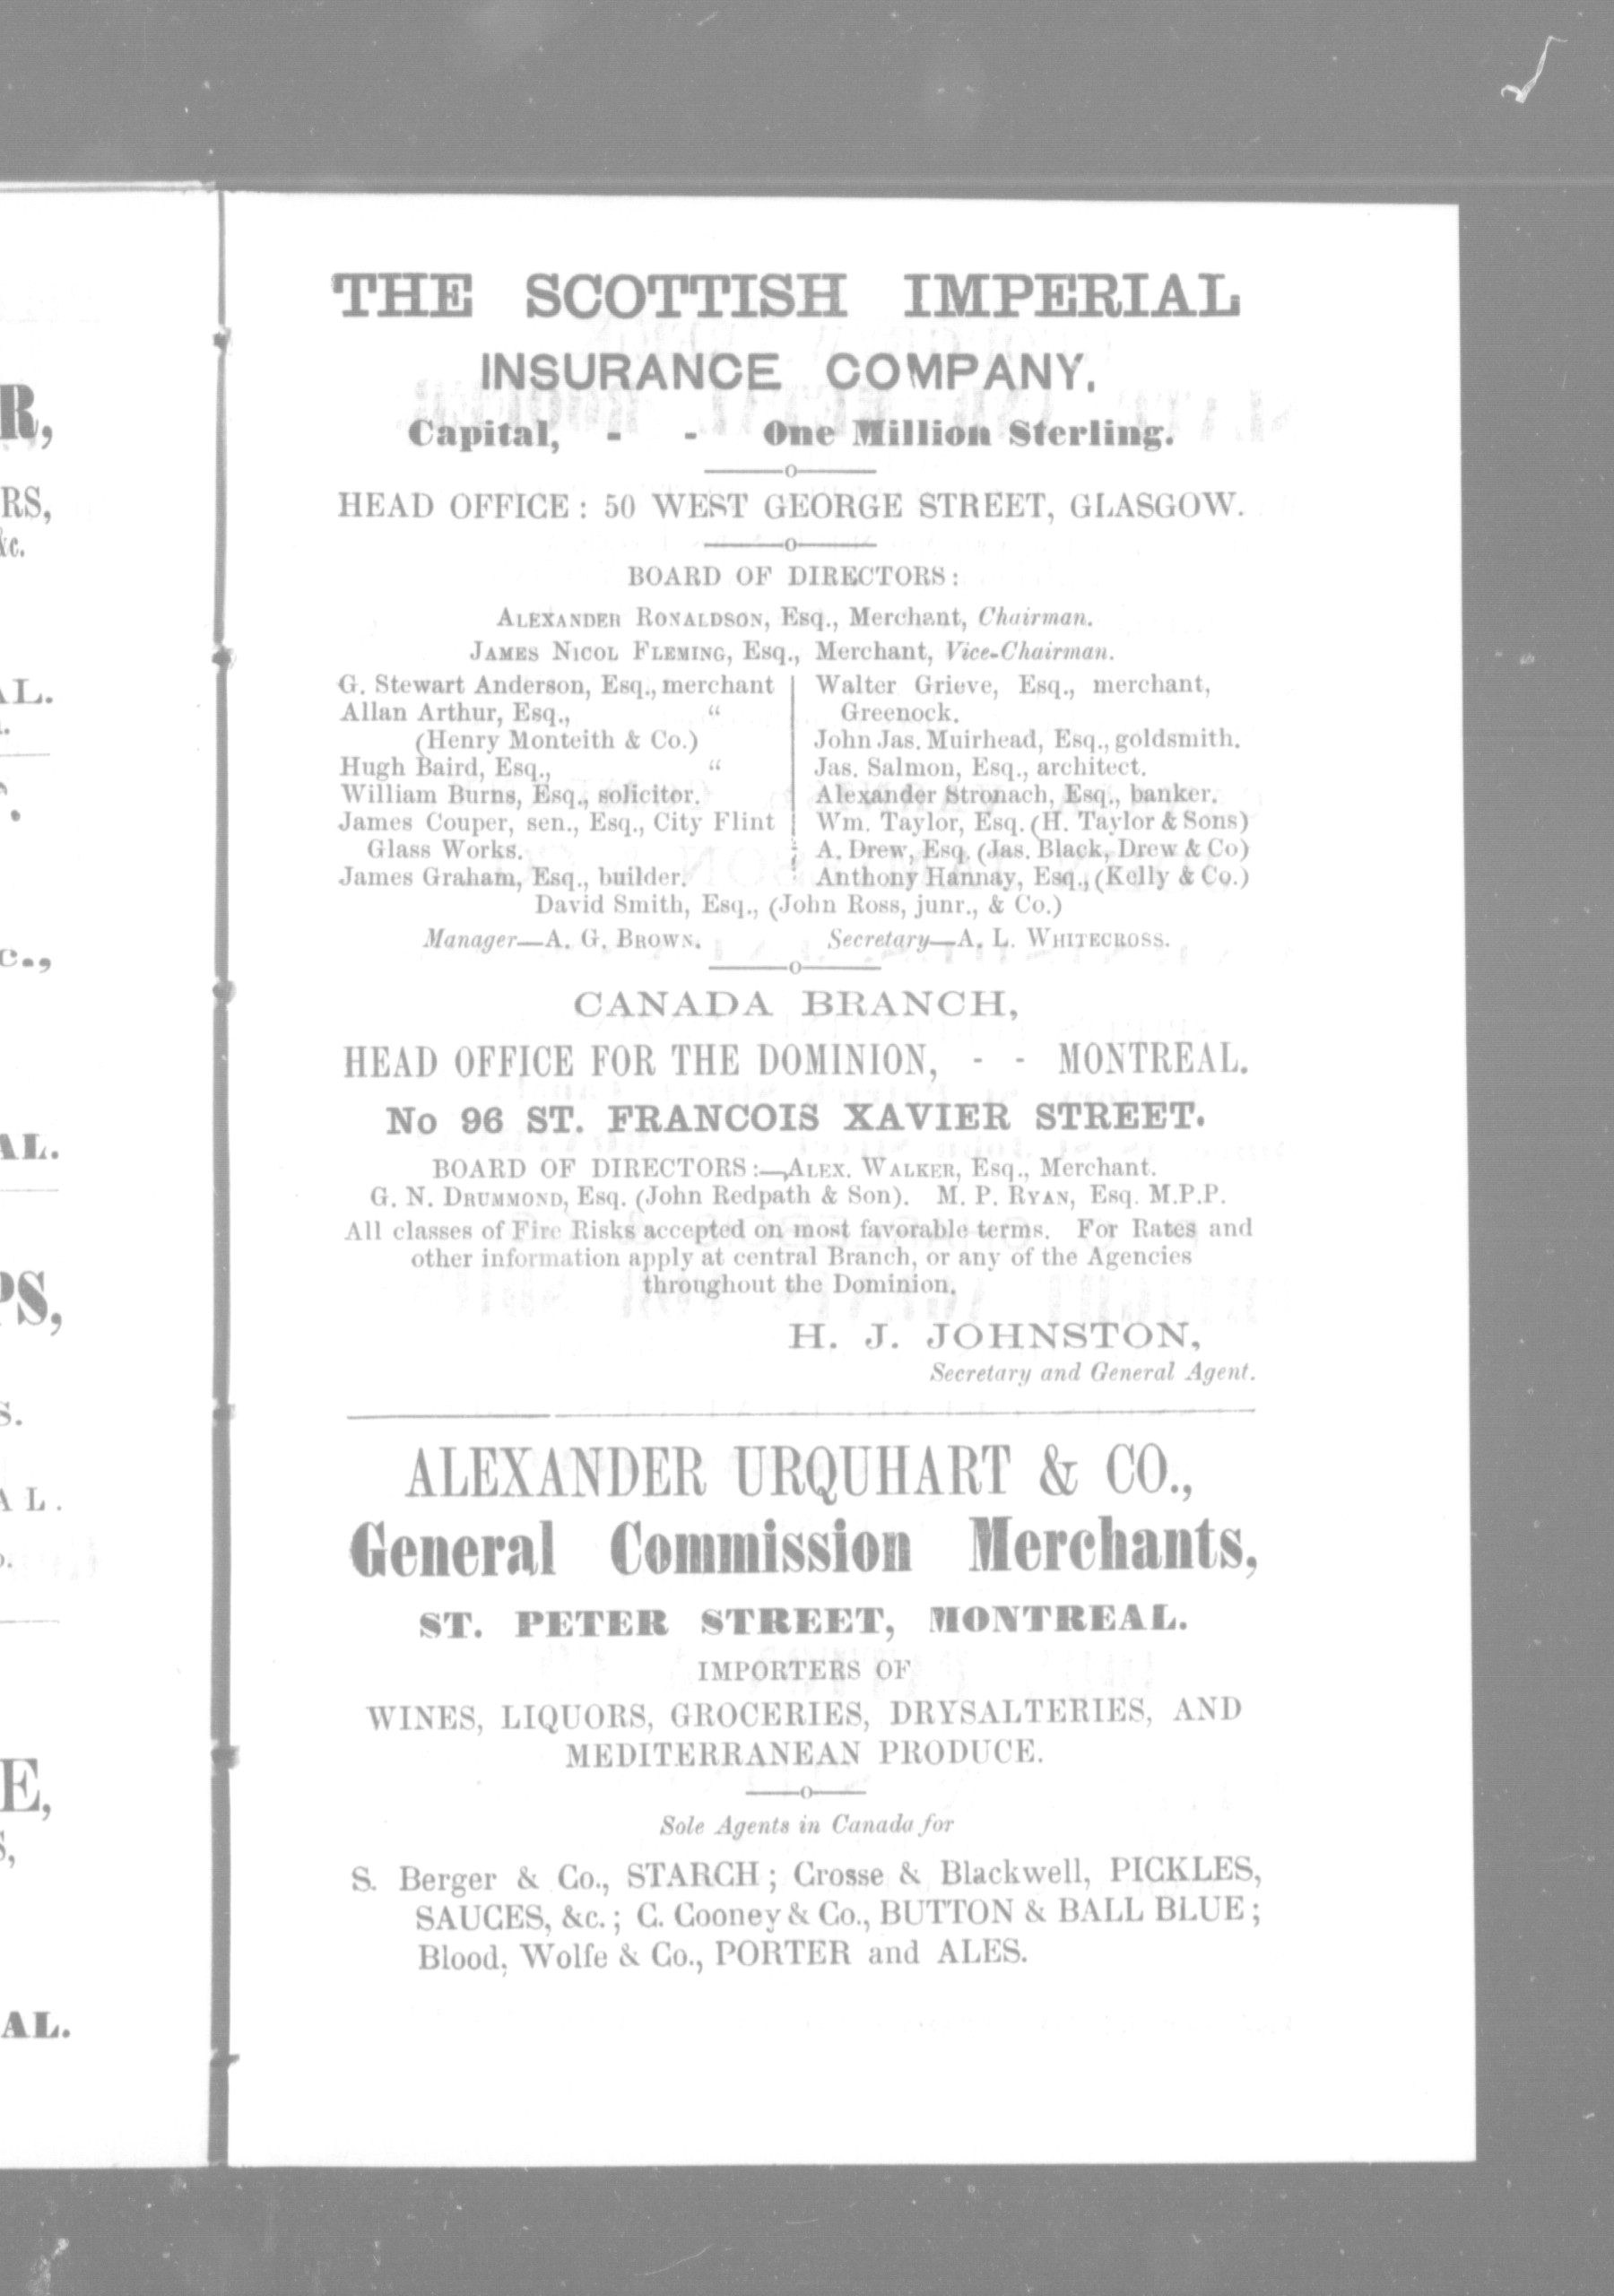 THE SCOTTISH IMPERIAL
INSURANCE COMPANY.
Capital, - - One Million Sterling.
HEAD OFFICE: 50 WEST GEORGE STREET, GLASGOW.
BOARD OF DIRECTORS:
ALEXANDER RONALDSON, Esq., Merchant, Chairman.
JAMES NICOL FLEMING, Esq., Merchant, Vice-Chairman.
G. Stewart Anderson, Esq., merchant
Allan Arthur, Esq., "
(Henry Monteith & Co.)
Hugh Baird, Esq., "
William Burns, Esq., solicitor.
James Couper, sen., Esq., City Flint
Glass Works.
James Graham, Esq., builder.
Walter Grieve, Esq., merchant,
Greenock.
John Jas. Muirhead, Esq., goldsmith.
Jas. Salmon, Esq., architect.
Alexander Stronach, Esq., banker.
Wm. Taylor, Esq. (H. Taylor & Sons)
A. Drew, Esq. (Jas. Black, Drew & Co)
Anthony Hannay, Esq., (Kelly & Co.)
David Smith, Esq., (John Ross, junr., & Co.)
Manager—A. G. BROWN. Secretary—A. L. WHITECROSS.
CANADA BRANCH,
HEAD OFFICE FOR THE DOMINION, - - MONTREAL.
No 96 ST. FRANCOIS XAVIER STREET.
BOARD OF DIRECTORS:—ALEX. WALKER, Esq., Merchant.
G. N. DRUMMOND, Esq. (John Redpath & Son). M. P. RYAN, Esq. M.P.P.
All classes of Fire Risks accepted on most favorable terms. For Rates and
other information apply at central Branch, or any of the Agencies
throughout the Dominion.
H. J. JOHNSTON,
Secretary and General Agent.
ALEXANDER URQUHART & CO.,
General Commission Merchants,
ST. PETER STREET, MONTREAL.
IMPORTERS OF
WINES, LIQUORS, GROCERIES, DRYSALTERIES, AND
MEDITERRANEAN PRODUCE.
Sole Agents in Canada for
S. Berger & Co., STARCH; Crosse & Blackwell, PICKLES,
SAUCES, &c.; C. Cooney & Co., BUTTON & BALL BLUE;
Blood, Wolfe & Co., PORTER and ALES.